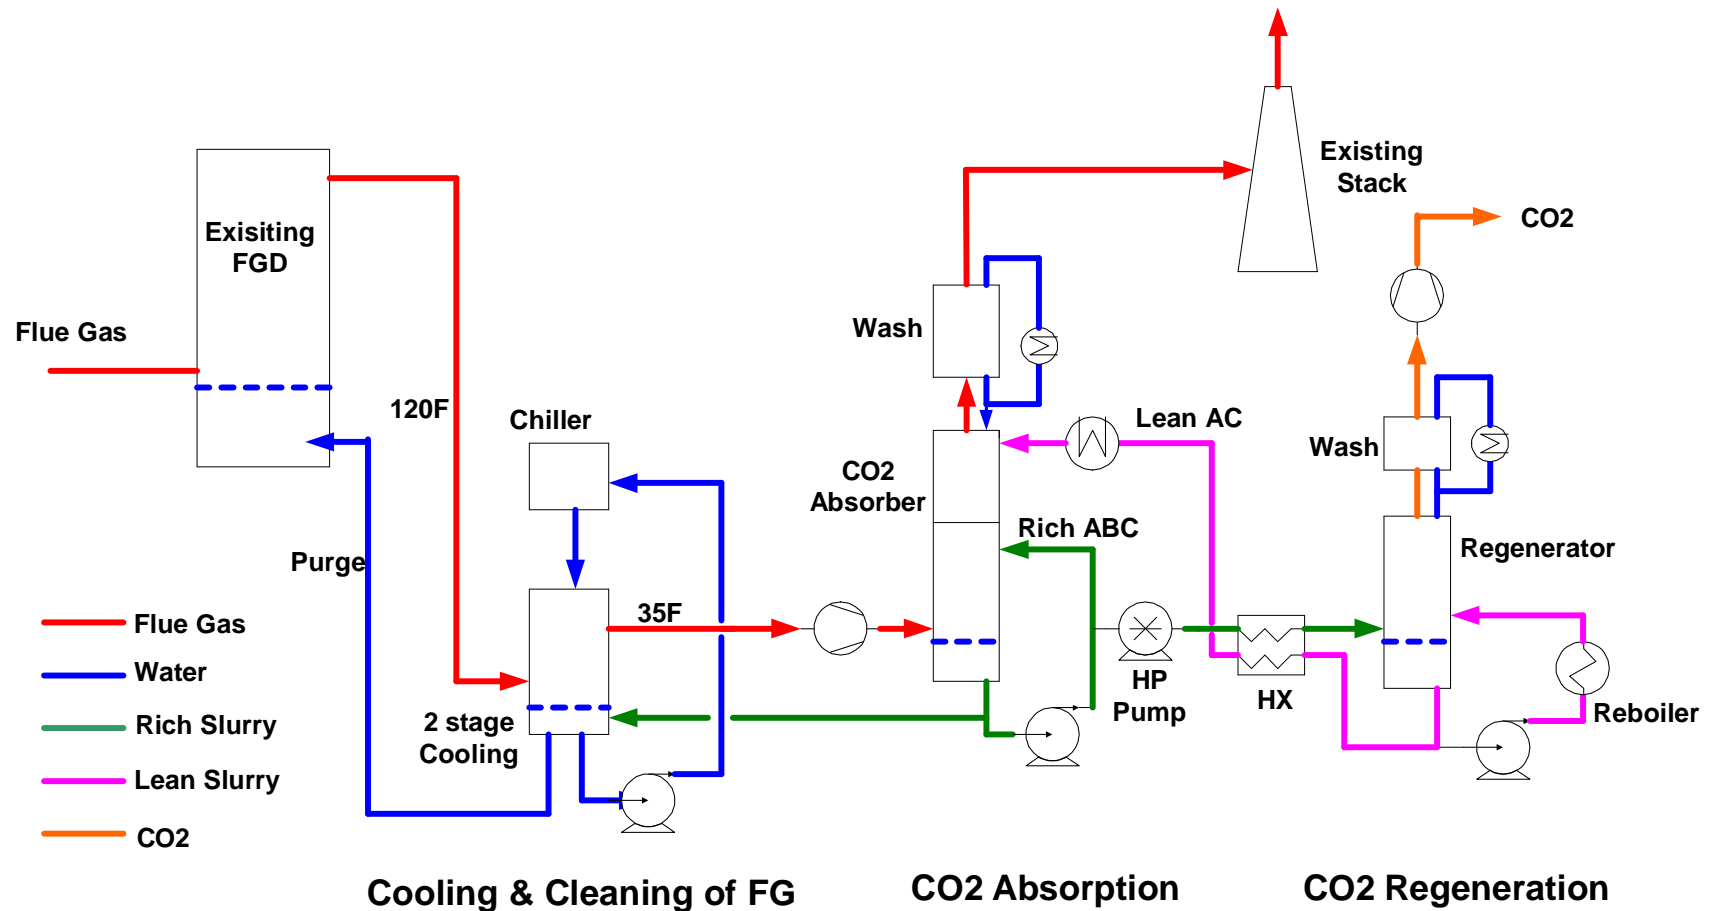 Existing
Stack
CO2
Exisiting
FGD
Flue Gas
Wash
120F
Chiller
Lean AC
Wash
CO2
Absorber
Rich ABC
Regenerator
Purge
35F
Flue Gas
Water
Rich Slurry
Lean Slurry
CO2
2 stage
Cooling
HP
Pump
HX
Reboiler
Cooling & Cleaning of FG
CO2 Absorption
CO2 Regeneration